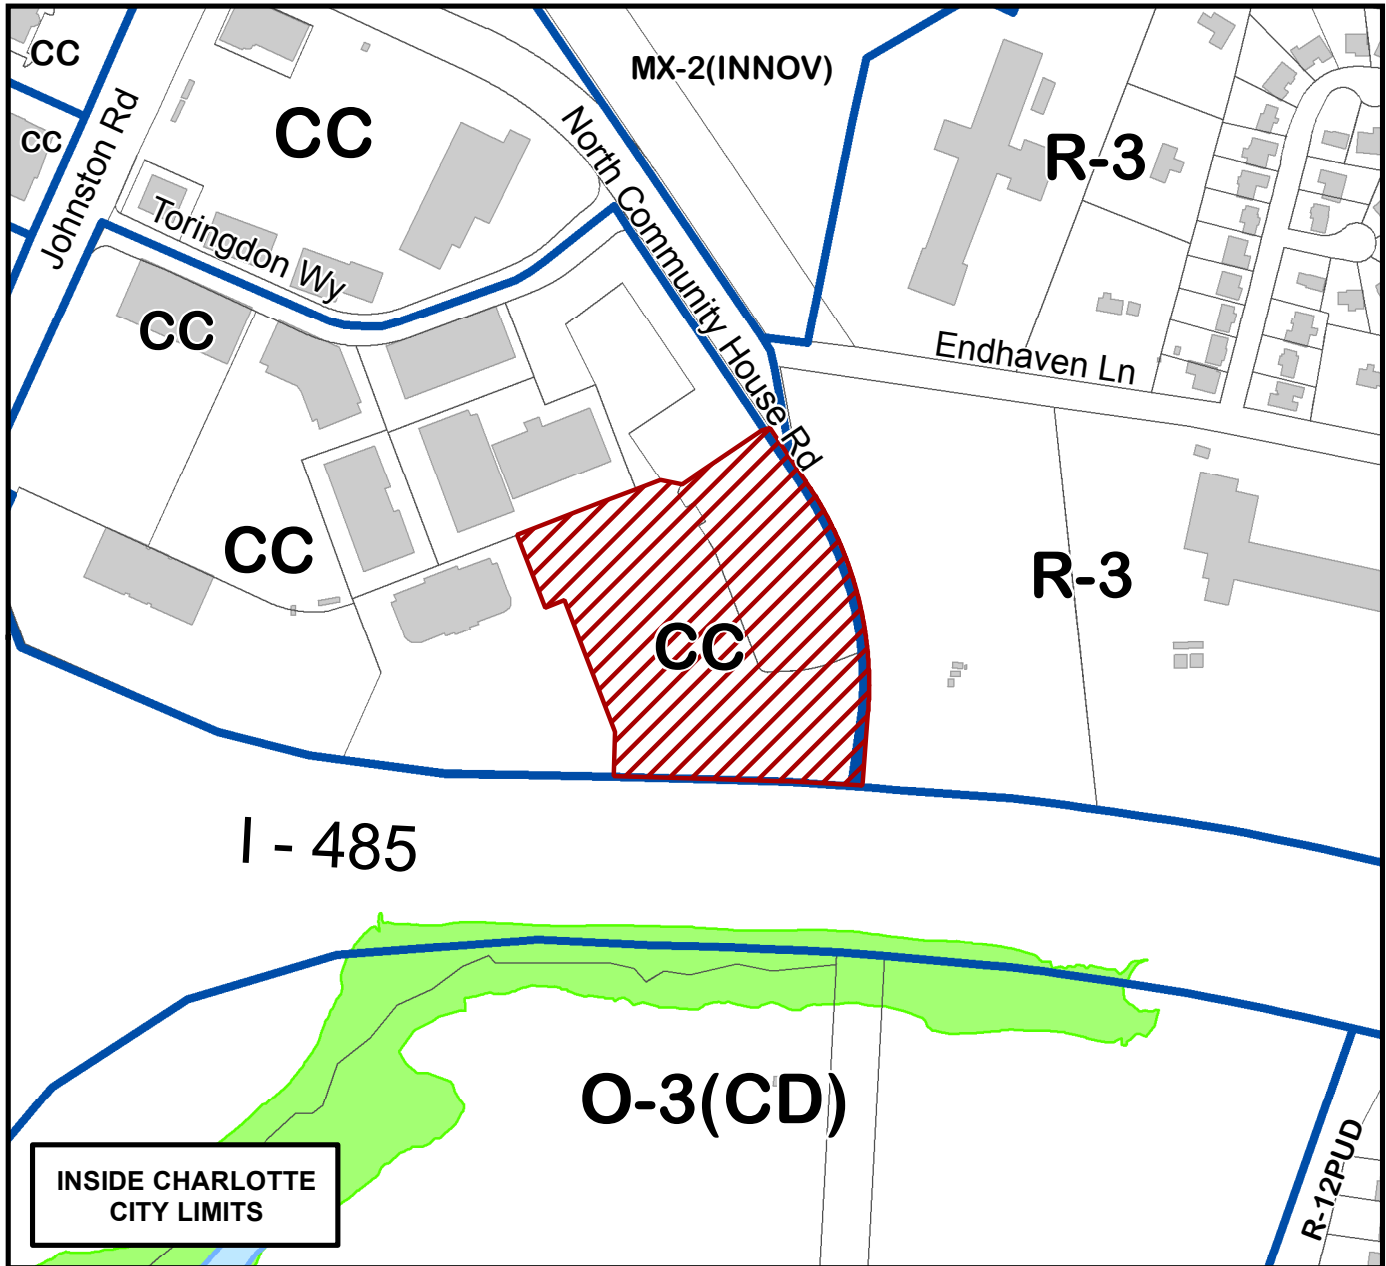 CC
MX-2(INNOV)
CC
CC
R-3
Johnston Rd
North Community House Rd
Toringdon Wy
CC
Endhaven Ln
CC
R-3
CC
I - 485
O-3(CD)
R-12PUD
INSIDE CHARLOTTE
CITY LIMITS